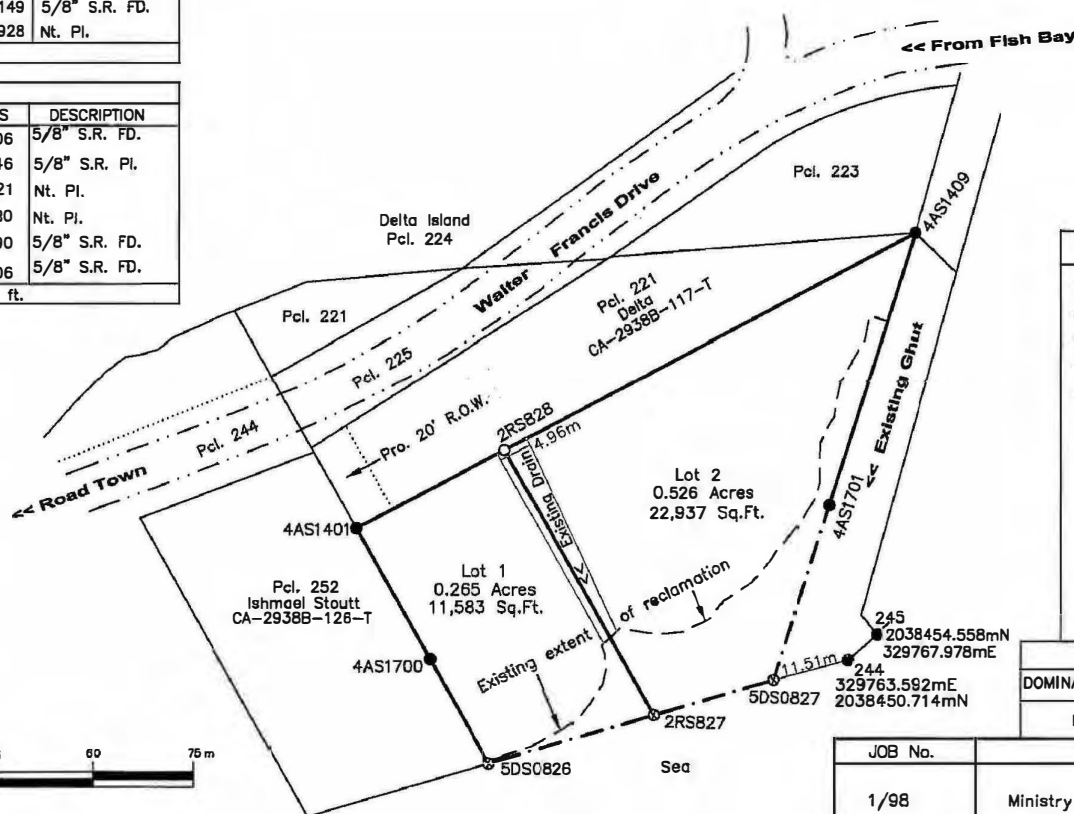 149 5/8" S.R. FD.
928 Nt. Pl.
S DESCRIPTION
06 5/8" S.R. FD.
46 5/8" S.R. Pl.
21 Nt. Pl.
30 Nt. Pl.
90 5/8" S.R. FD.
06 5/8" S.R. FD.
ft.
<< From Fish Bay
Pcl. 223
4AS1409
Delta Island
Pcl. 224
Walter Francis Drive
Pcl. 221
Pcl. 221
Delta
CA-2938B-117-T
Pcl. 225
Pcl. 244
<< Road Town
Pro. 20' R.O.W.
2RS828
4.96m
Existing Drain
<< Existing Ghut
Lot 2
0.526 Acres
22,937 Sq.Ft.
4AS1701
4AS1401
Lot 1
0.265 Acres
11,583 Sq.Ft.
Pcl. 252
Ishmael Stoutt
CA-2938B-126-T
4AS1700
Existing extent of reclamation
245
2038454.558mN
329767.978mE
11.51m
244
329763.592mE
2038450.714mN
5DS0827
2RS827
5DS0826
Sea
60 75 m
DOMINA
JOB No.
1/98 Ministry